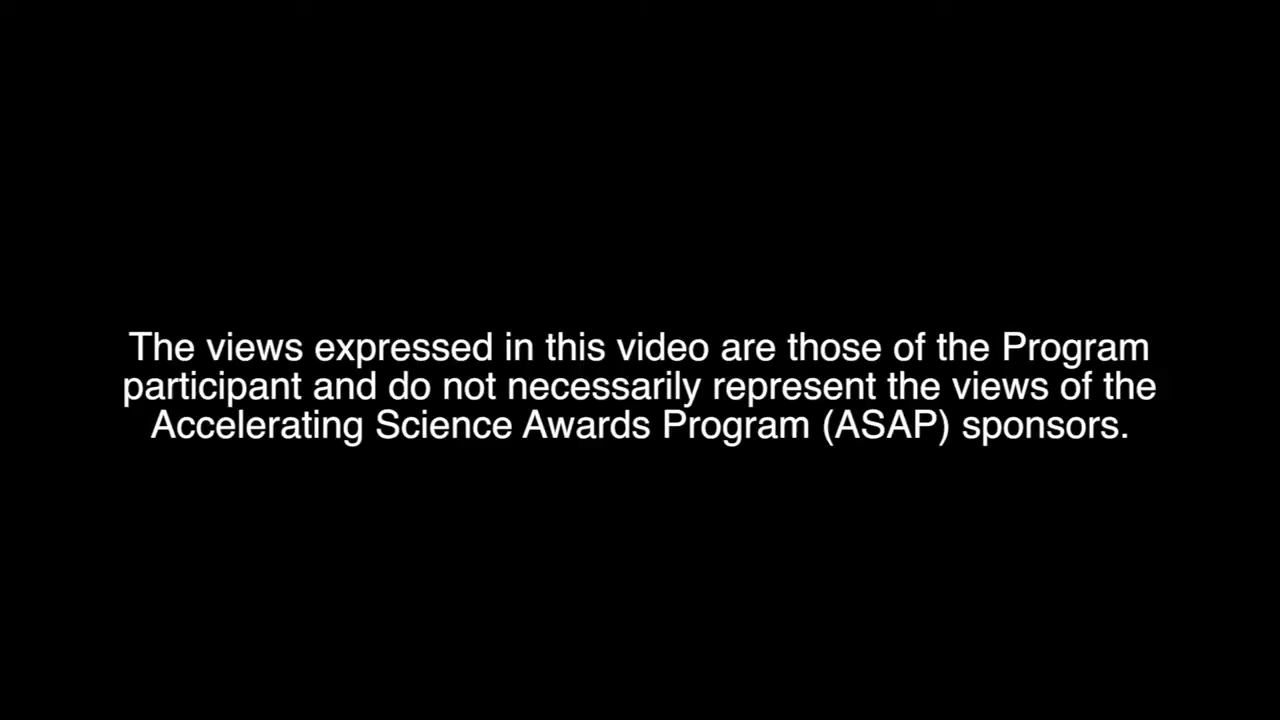 The views expressed in this video are those of the Program
participant and do not necessarily represent the views of the
Accelerating Science Awards Program (ASAP) sponsors.